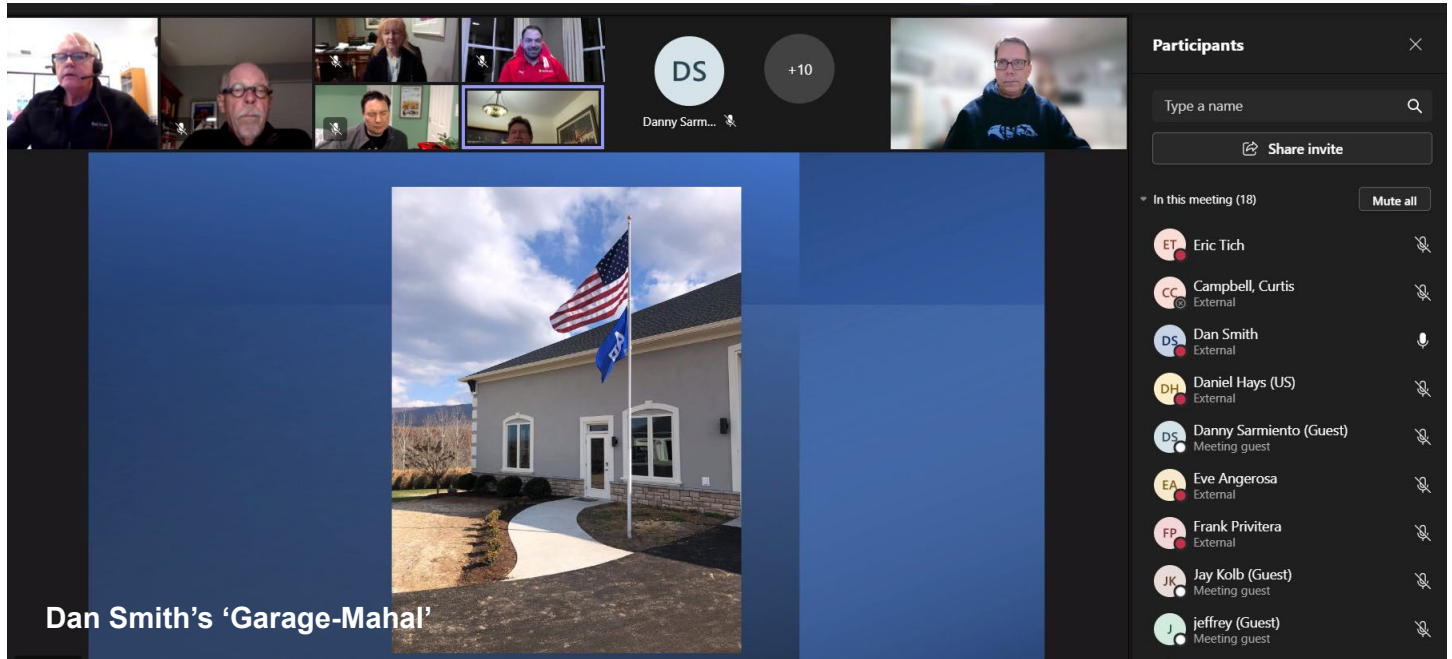 DS
+10
Danny Sarm...
Dan Smith's 'Garage-Mahal'
Participants
Type a name
Share invite
In this meeting (18)
Mute all
ET
Eric Tich
CC
Campbell, Curtis
External
DS
Dan Smith
External
DH
Daniel Hays (US)
External
DS
Danny Sarmiento (Guest)
Meeting guest
EA
Eve Angerosa
External
FP
Frank Privitera
External
JK
Jay Kolb (Guest)
Meeting guest
J
jeffrey (Guest)
Meeting guest